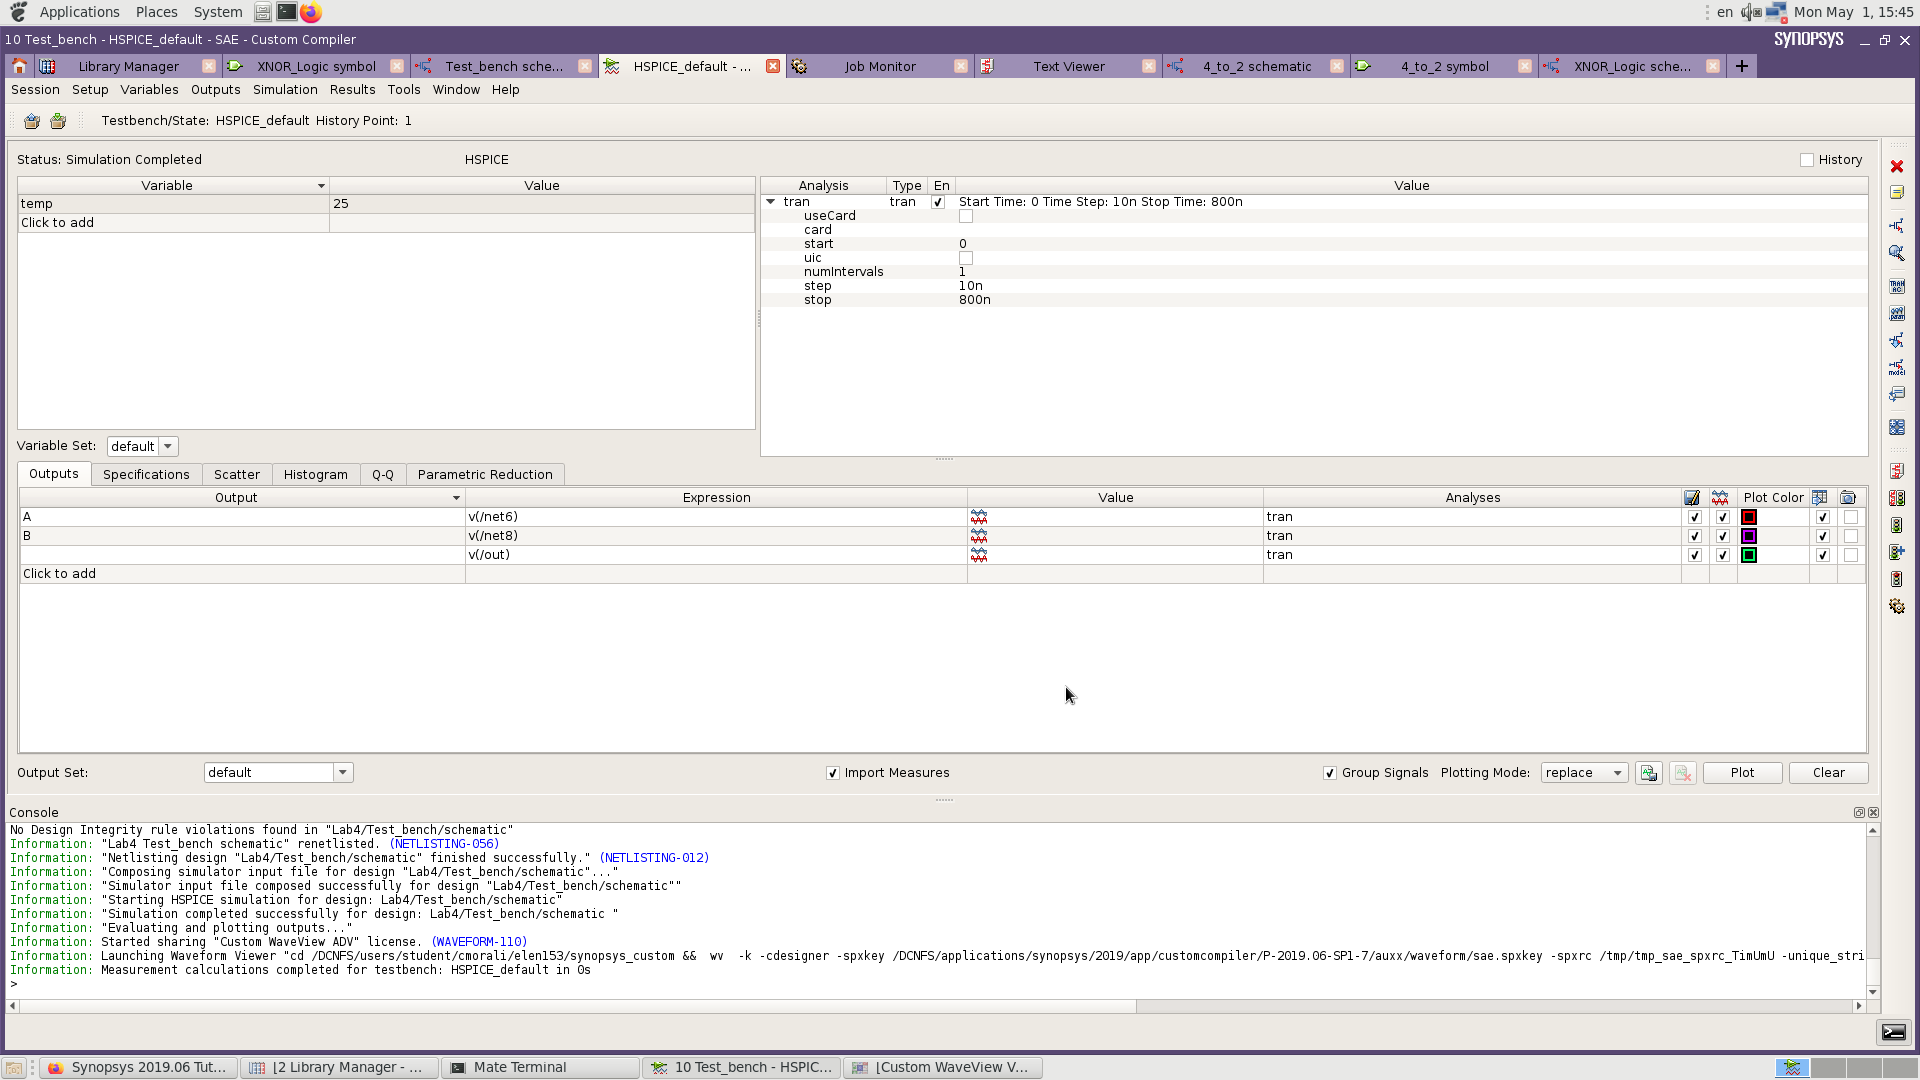 Applications Places System en Mon May 1, 15:45
10 Test_bench - HSPICE_default - SAE - Custom Compiler SYNOPSYS
Library Manager XNOR_Logic symbol Test_bench sche... HSPICE_default - ... Job Monitor Text Viewer 4_to_2 schematic 4_to_2 symbol XNOR_Logic sche...
Session Setup Variables Outputs Simulation Results Tools Window Help
Testbench/State: HSPICE_default History Point: 1
Status: Simulation Completed HSPICE History
Variable Value
temp 25
Click to add
Analysis Type En Value
tran tran Start Time: 0 Time Step: 10n Stop Time: 800n
useCard
card
start 0
uic
numIntervals 1
step 10n
stop 800n
Variable Set: default
Outputs Specifications Scatter Histogram Q-Q Parametric Reduction
Output Expression Value Analyses Plot Color
A v(/net6) tran
B v(/net8) tran
v(/out) tran
Click to add
Output Set: default Import Measures Group Signals Plotting Mode: replace Plot Clear
Console
No Design Integrity rule violations found in "Lab4/Test_bench/schematic"
Information: "Lab4 Test_bench schematic" renetlisted. (NETLISTING-056)
Information: "Netlisting design "Lab4/Test_bench/schematic" finished successfully." (NETLISTING-012)
Information: "Composing simulator input file for design "Lab4/Test_bench/schematic"..."
Information: "Simulator input file composed successfully for design "Lab4/Test_bench/schematic""
Information: "Starting HSPICE simulation for design: Lab4/Test_bench/schematic"
Information: "Simulation completed successfully for design: Lab4/Test_bench/schematic "
Information: "Evaluating and plotting outputs..."
Information: Started sharing "Custom WaveView ADV" license. (WAVEFORM-110)
Information: Launching Waveform Viewer "cd /DCNFS/users/student/cmorali/elen153/synopsys_custom && wv -k -cdesigner -spxkey /DCNFS/applications/synopsys/2019/app/customcompiler/P-2019.06-SP1-7/auxx/waveform/sae.spxkey -spxrc /tmp/tmp_sae_spxrc_TimUmU -unique_stri
Information: Measurement calculations completed for testbench: HSPICE_default in 0s
>
Synopsys 2019.06 Tut... [2 Library Manager - ... Mate Terminal 10 Test_bench - HSPIC... [Custom WaveView V...